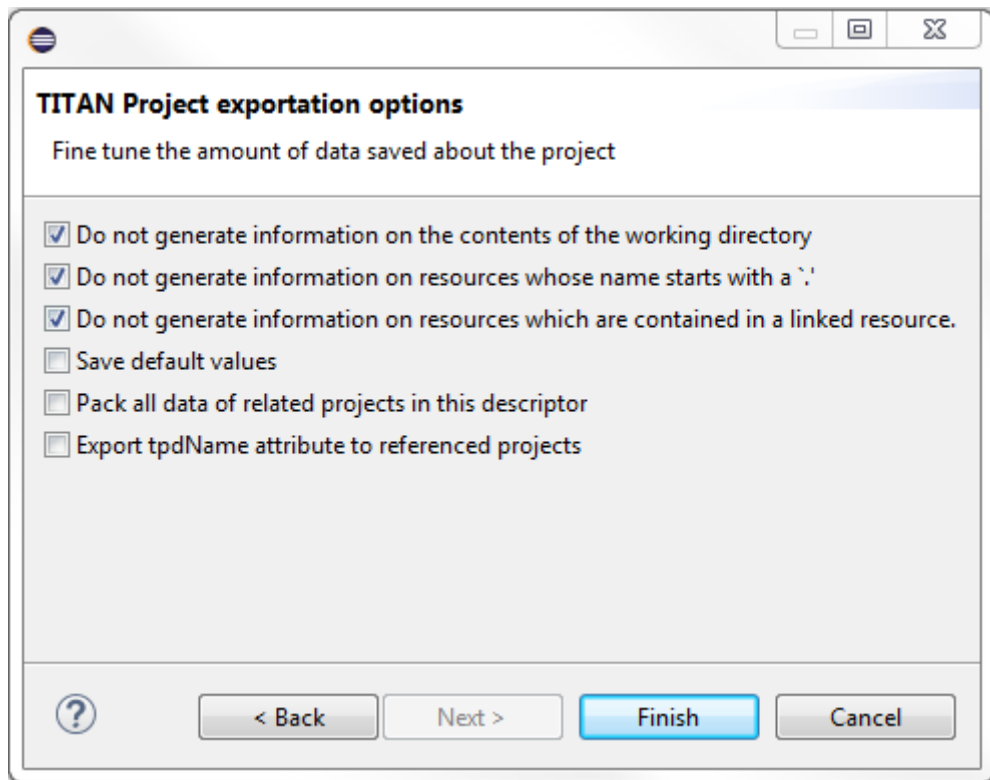 TITAN Project exportation options
Fine tune the amount of data saved about the project
Do not generate information on the contents of the working directory
Do not generate information on resources whose name starts with a `.'
Do not generate information on resources which are contained in a linked resource.
Save default values
Pack all data of related projects in this descriptor
Export tpdName attribute to referenced projects
? < Back Next > Finish Cancel